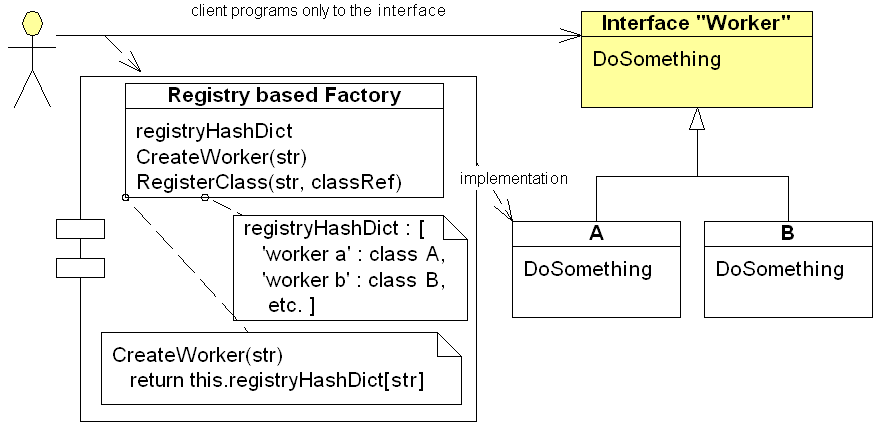 client programs only to the interface
Interface "Worker"
DoSomething
Registry based Factory
registryHashDict
CreateWorker(str)
RegisterClass(str, classRef)
implementation
registryHashDict : [
'worker a' : class A,
'worker b' : class B,
etc. ]
A
DoSomething
B
DoSomething
CreateWorker(str)
return this.registryHashDict[str]